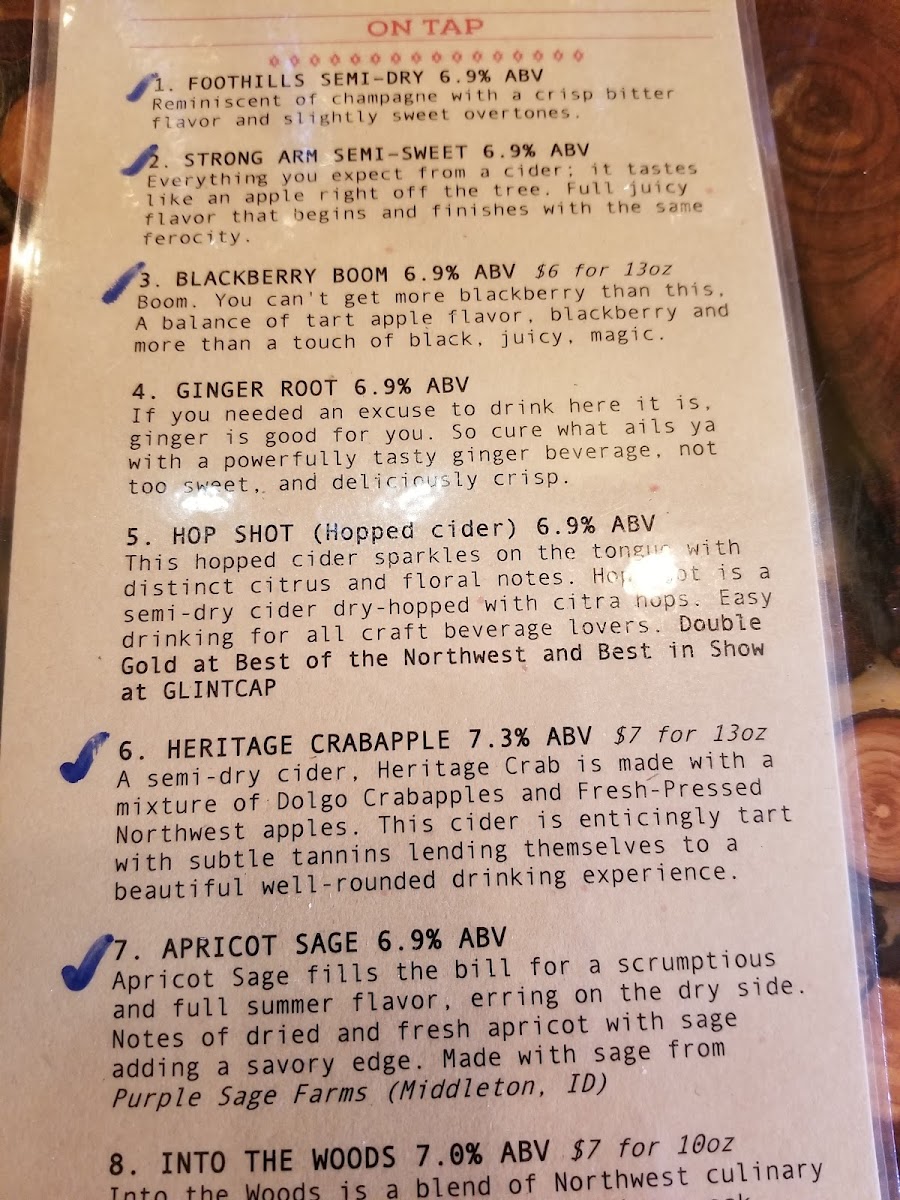 ON TAP
1. FOOTHILLS SEMI-DRY 6.9% ABV
Reminiscent of champagne with a crisp bitter
flavor and slightly sweet overtones.
2. STRONG ARM SEMI-SWEET 6.9% ABV
Everything you expect from a cider; it tastes
like an apple right off the tree. Full juicy
flavor that begins and finishes with the same
ferocity.
3. BLACKBERRY BOOM 6.9% ABV $6 for 13oz
Boom. You can't get more blackberry than this.
A balance of tart apple flavor, blackberry and
more than a touch of black, juicy, magic.
4. GINGER ROOT 6.9% ABV
If you needed an excuse to drink here it is,
ginger is good for you. So cure what ails ya
with a powerfully tasty ginger beverage, not
too sweet, and deliciously crisp.
5. HOP SHOT (Hopped cider) 6.9% ABV
This hopped cider sparkles on the tongue with
distinct citrus and floral notes. Hop Shot is a
semi-dry cider dry-hopped with citra hops. Easy
drinking for all craft beverage lovers. Double
Gold at Best of the Northwest and Best in Show
at GLINTCAP
6. HERITAGE CRABAPPLE 7.3% ABV $7 for 13oz
A semi-dry cider, Heritage Crab is made with a
mixture of Dolgo Crabapples and Fresh-Pressed
Northwest apples. This cider is enticingly tart
with subtle tannins lending themselves to a
beautiful well-rounded drinking experience.
7. APRICOT SAGE 6.9% ABV
Apricot Sage fills the bill for a scrumptious
and full summer flavor, erring on the dry side.
Notes of dried and fresh apricot with sage
adding a savory edge. Made with sage from
Purple Sage Farms (Middleton, ID)
8. INTO THE WOODS 7.0% ABV $7 for 10oz
Into the Woods is a blend of Northwest culinary